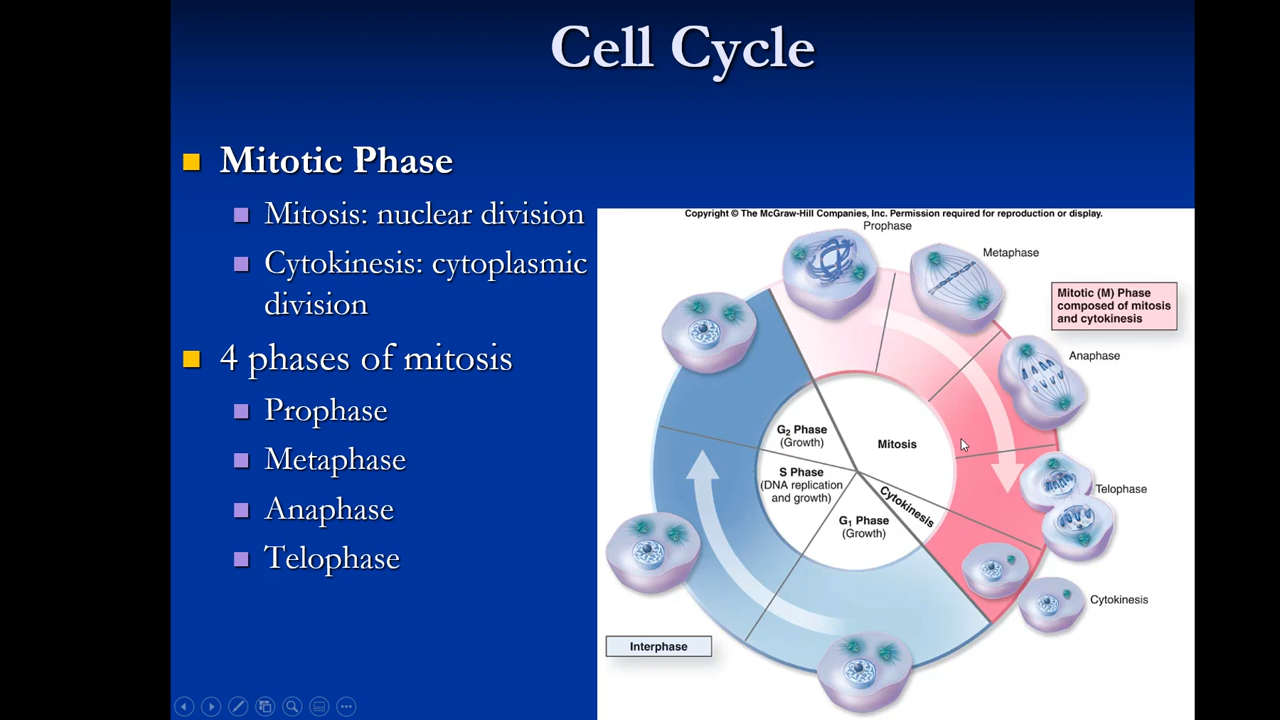 Cell Cycle
Mitotic Phase
Mitosis: nuclear division
Cytokinesis: cytoplasmic
division
4 phases of mitosis
Prophase
Metaphase
Anaphase
Telophase
Copyright © The McGraw-Hill Companies, Inc. Permission required for reproduction or display.
Prophase
Metaphase
Mitotic (M) Phase
composed of mitosis
and cytokinesis
Anaphase
G₂ Phase
(Growth)
Mitosis
S Phase
(DNA replication
and growth)
Telophase
Cytokinesis
G₁ Phase
(Growth)
Cytokinesis
Interphase